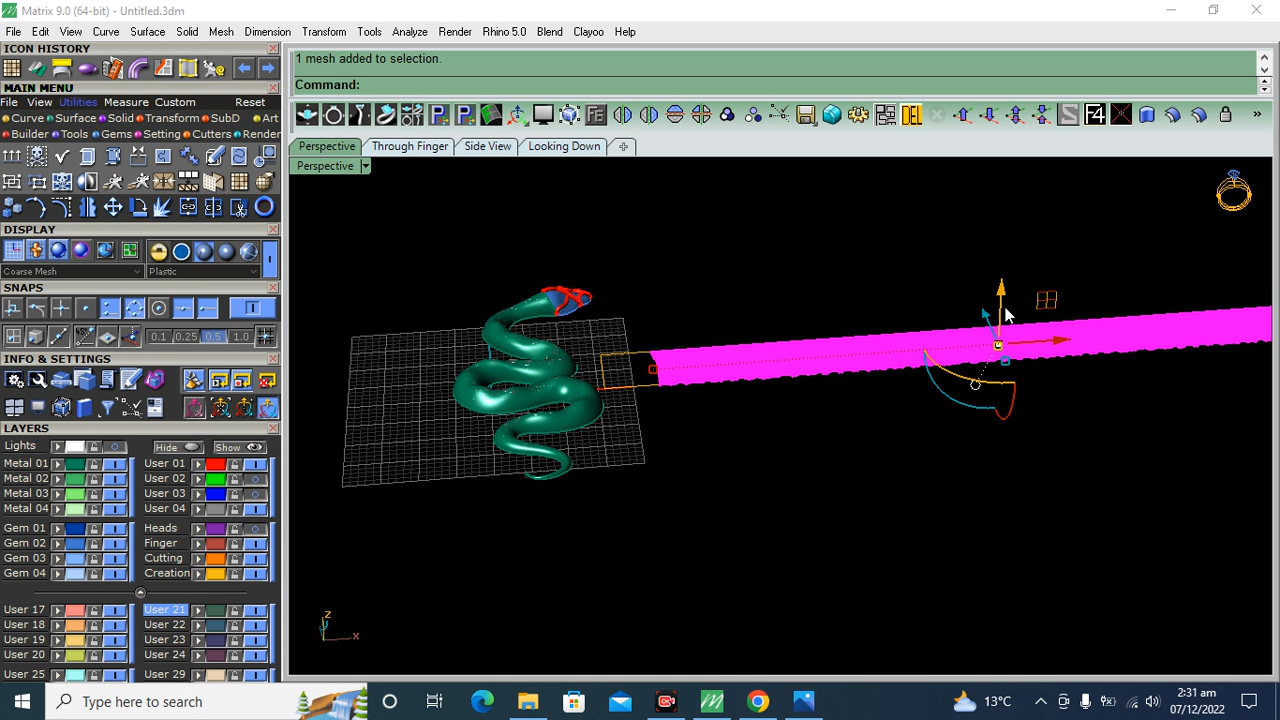 Matrix 9.0 (64-bit) - Untitled.3dm
File Edit View Curve Surface Solid Mesh Dimension Transform Tools Analyze Render Rhino 5.0 Blend Clayoo Help
ICON HISTORY
1 mesh added to selection.
Command:
MAIN MENU
File View Utilities Measure Custom Reset
Curve Surface Solid Transform SubD Art
Builder Tools Gems Setting Cutters Render
P P F4
Perspective Through Finger Side View Looking Down
Perspective
DISPLAY
Coarse Mesh Plastic
SNAPS
0.1 0.25 0.5 1.0
INFO & SETTINGS
LAYERS
Lights Hide Show
Metal 01 User 01
Metal 02 User 02
Metal 03 User 03
Metal 04 User 04
Gem 01 Heads
Gem 02 Finger
Gem 03 Cutting
Gem 04 Creation
User 17 User 21
User 18 User 22
User 19 User 23
User 20 User 24
User 25 User 29
z
x
Type here to search
13°C
2:31 am
07/12/2022